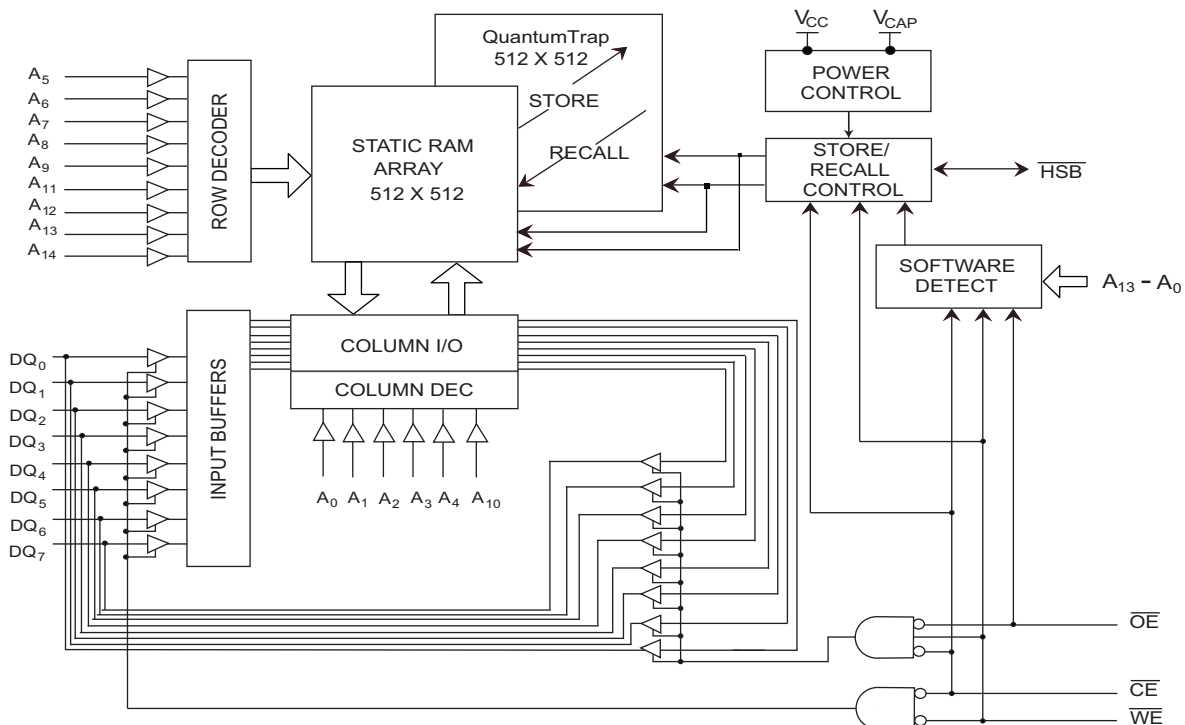 V_CC
V_CAP
QuantumTrap
512 X 512
STORE
RECALL
POWER
CONTROL
STORE/
RECALL
CONTROL
HSB
A5
A6
A7
A8
A9
A11
A12
A13
A14
ROW DECODER
STATIC RAM
ARRAY
512 X 512
SOFTWARE
DETECT
A13 – A0
DQ0
DQ1
DQ2
DQ3
DQ4
DQ5
DQ6
DQ7
INPUT BUFFERS
COLUMN I/O
COLUMN DEC
A0 A1 A2 A3 A4 A10
OE
CE
WE